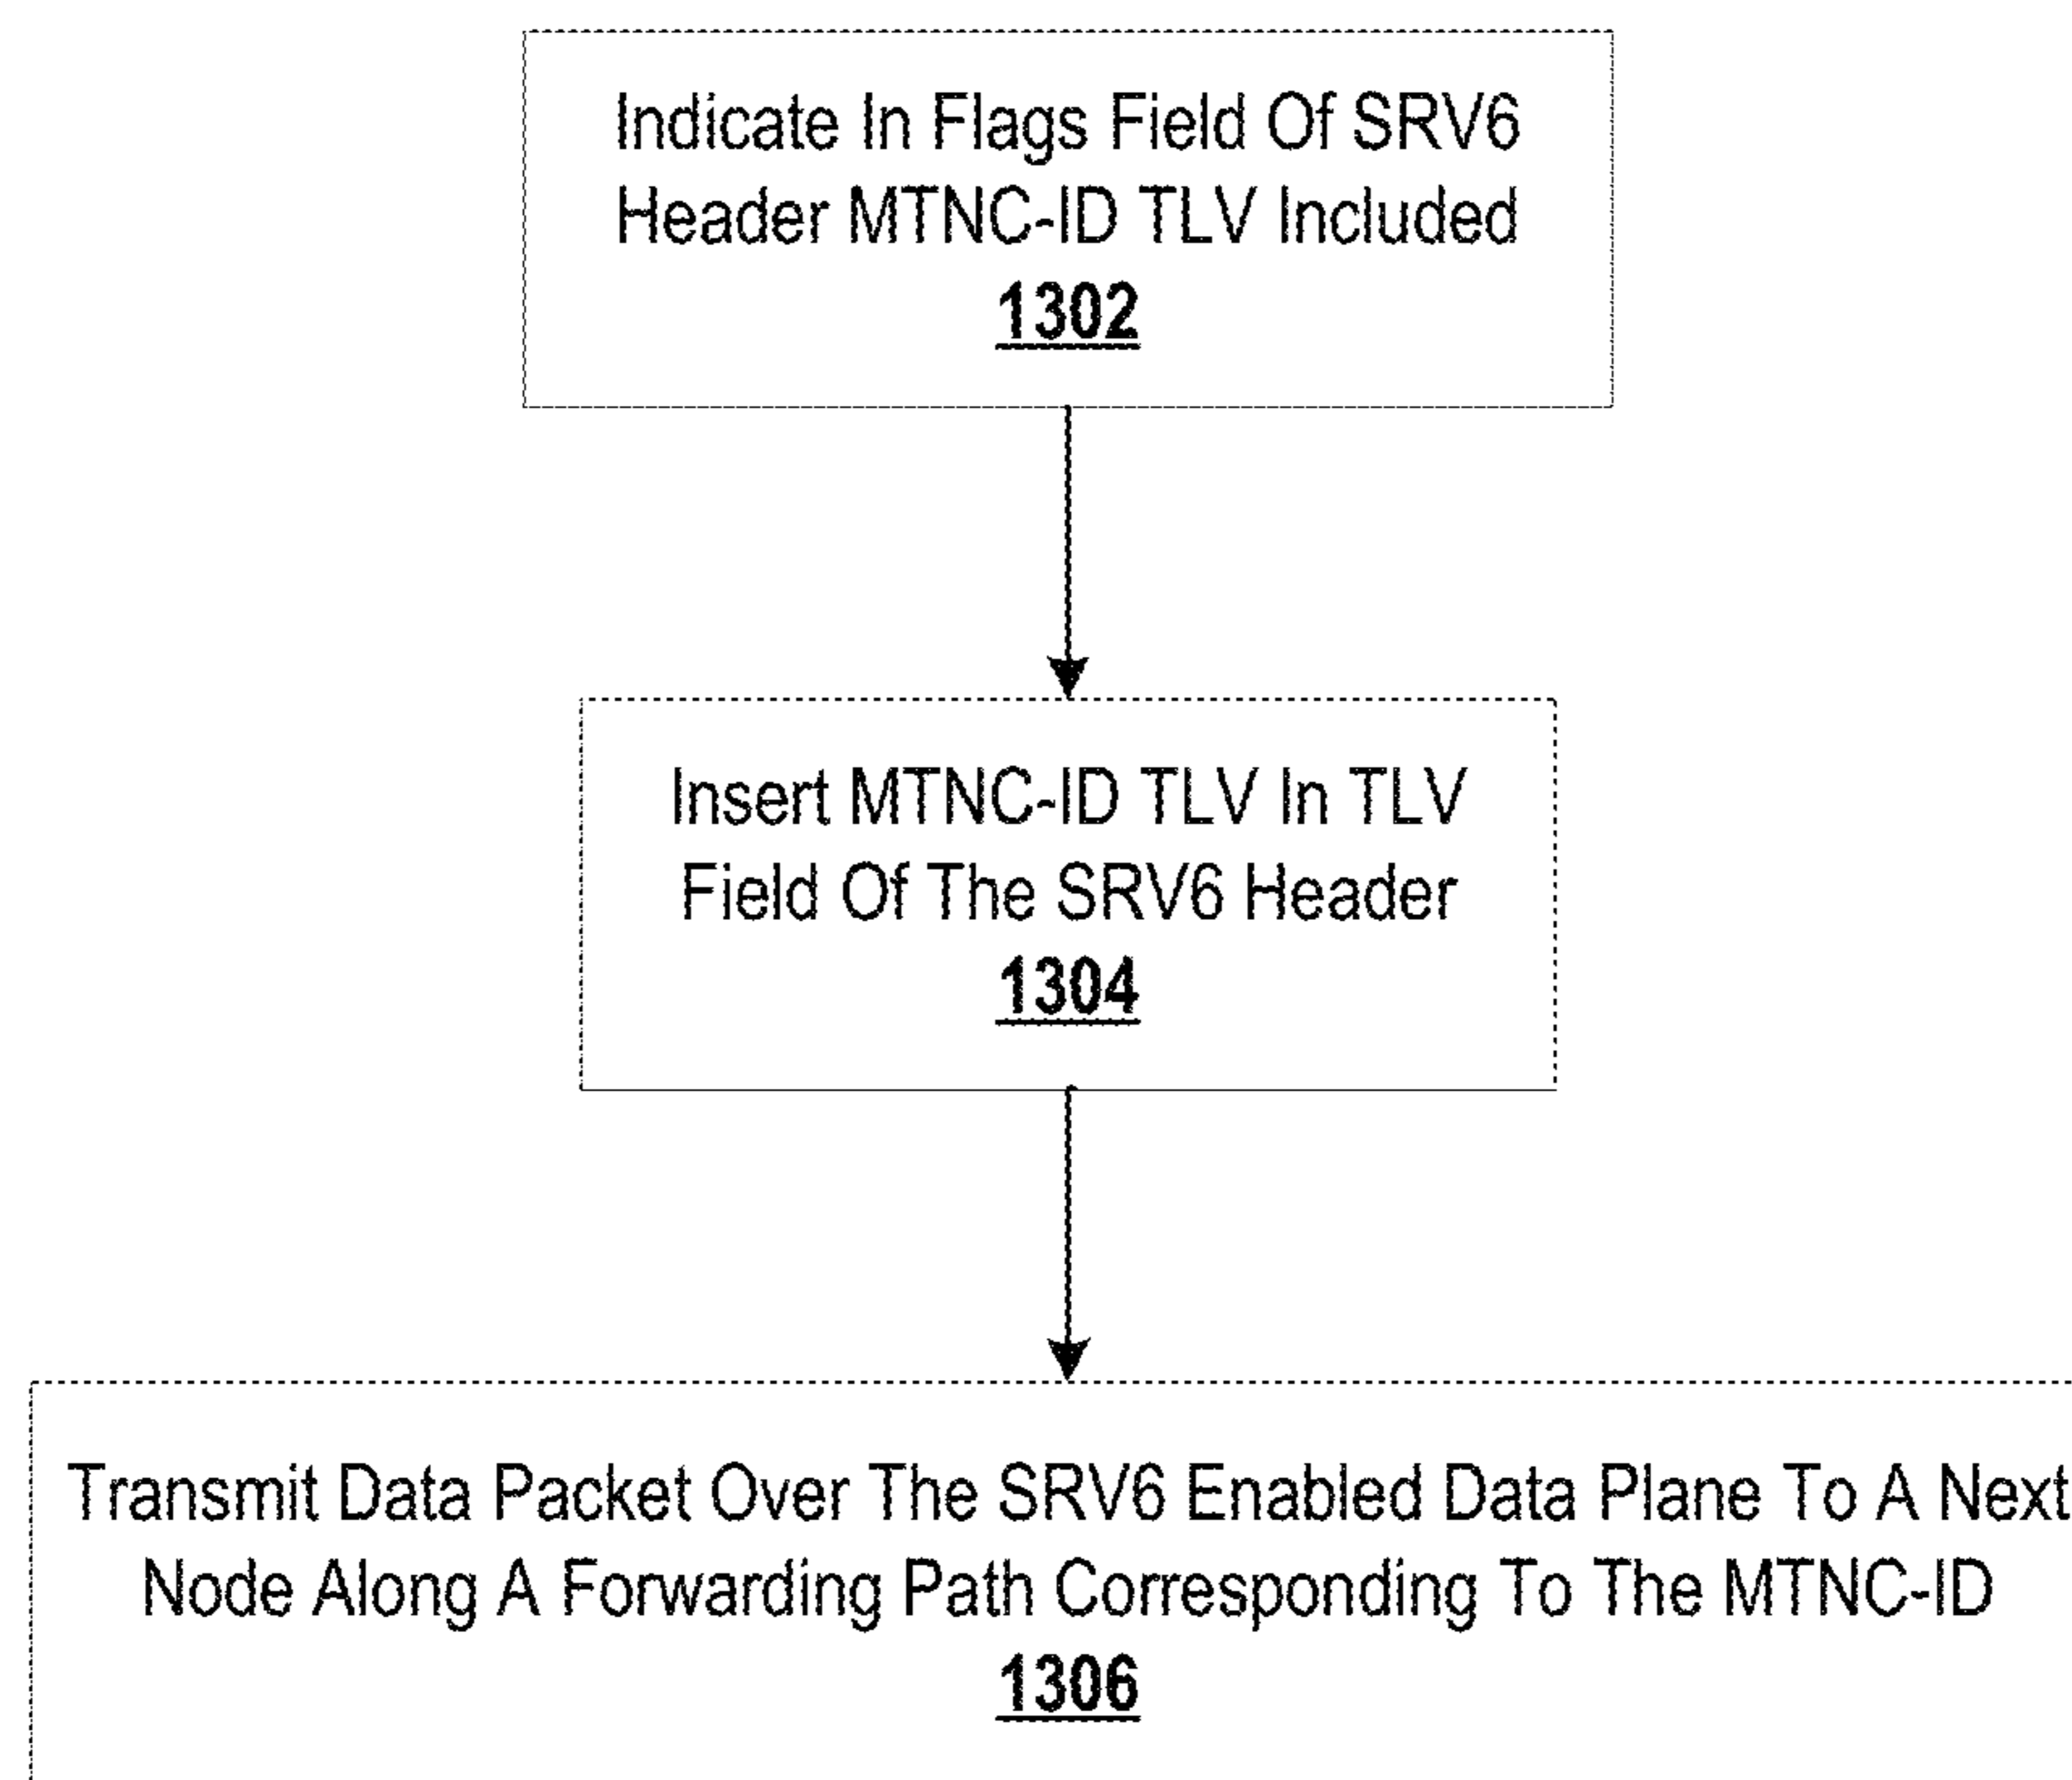 Indicate In Flags Field Of SRV6
Header MTNC-ID TLV Included
1302
Insert MTNC-ID TLV In TLV
Field Of The SRV6 Header
1304
Transmit Data Packet Over The SRV6 Enabled Data Plane To A Next
Node Along A Forwarding Path Corresponding To The MTNC-ID
1306